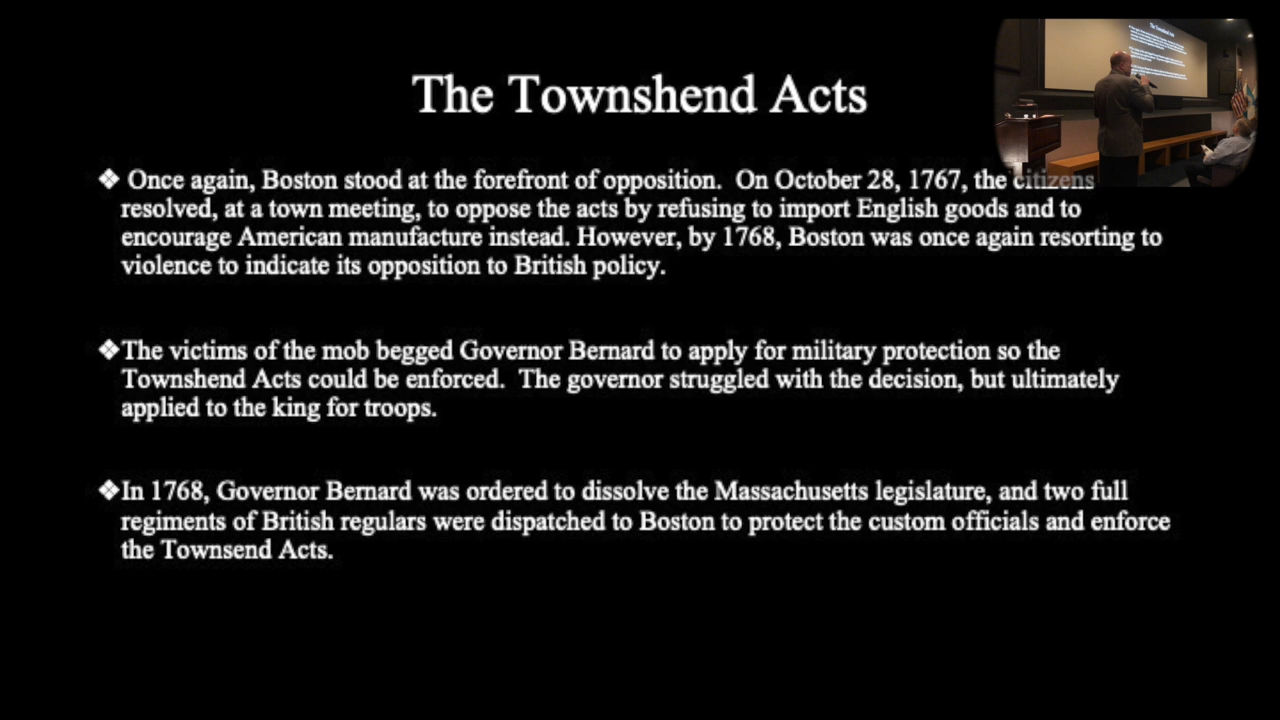 The Townshend Acts
❖ Once again, Boston stood at the forefront of opposition.  On October 28, 1767, the citizens
resolved, at a town meeting, to oppose the acts by refusing to import English goods and to
encourage American manufacture instead. However, by 1768, Boston was once again resorting to
violence to indicate its opposition to British policy.
❖The victims of the mob begged Governor Bernard to apply for military protection so the
Townshend Acts could be enforced.  The governor struggled with the decision, but ultimately
applied to the king for troops.
❖In 1768, Governor Bernard was ordered to dissolve the Massachusetts legislature, and two full
regiments of British regulars were dispatched to Boston to protect the custom officials and enforce
the Townsend Acts.